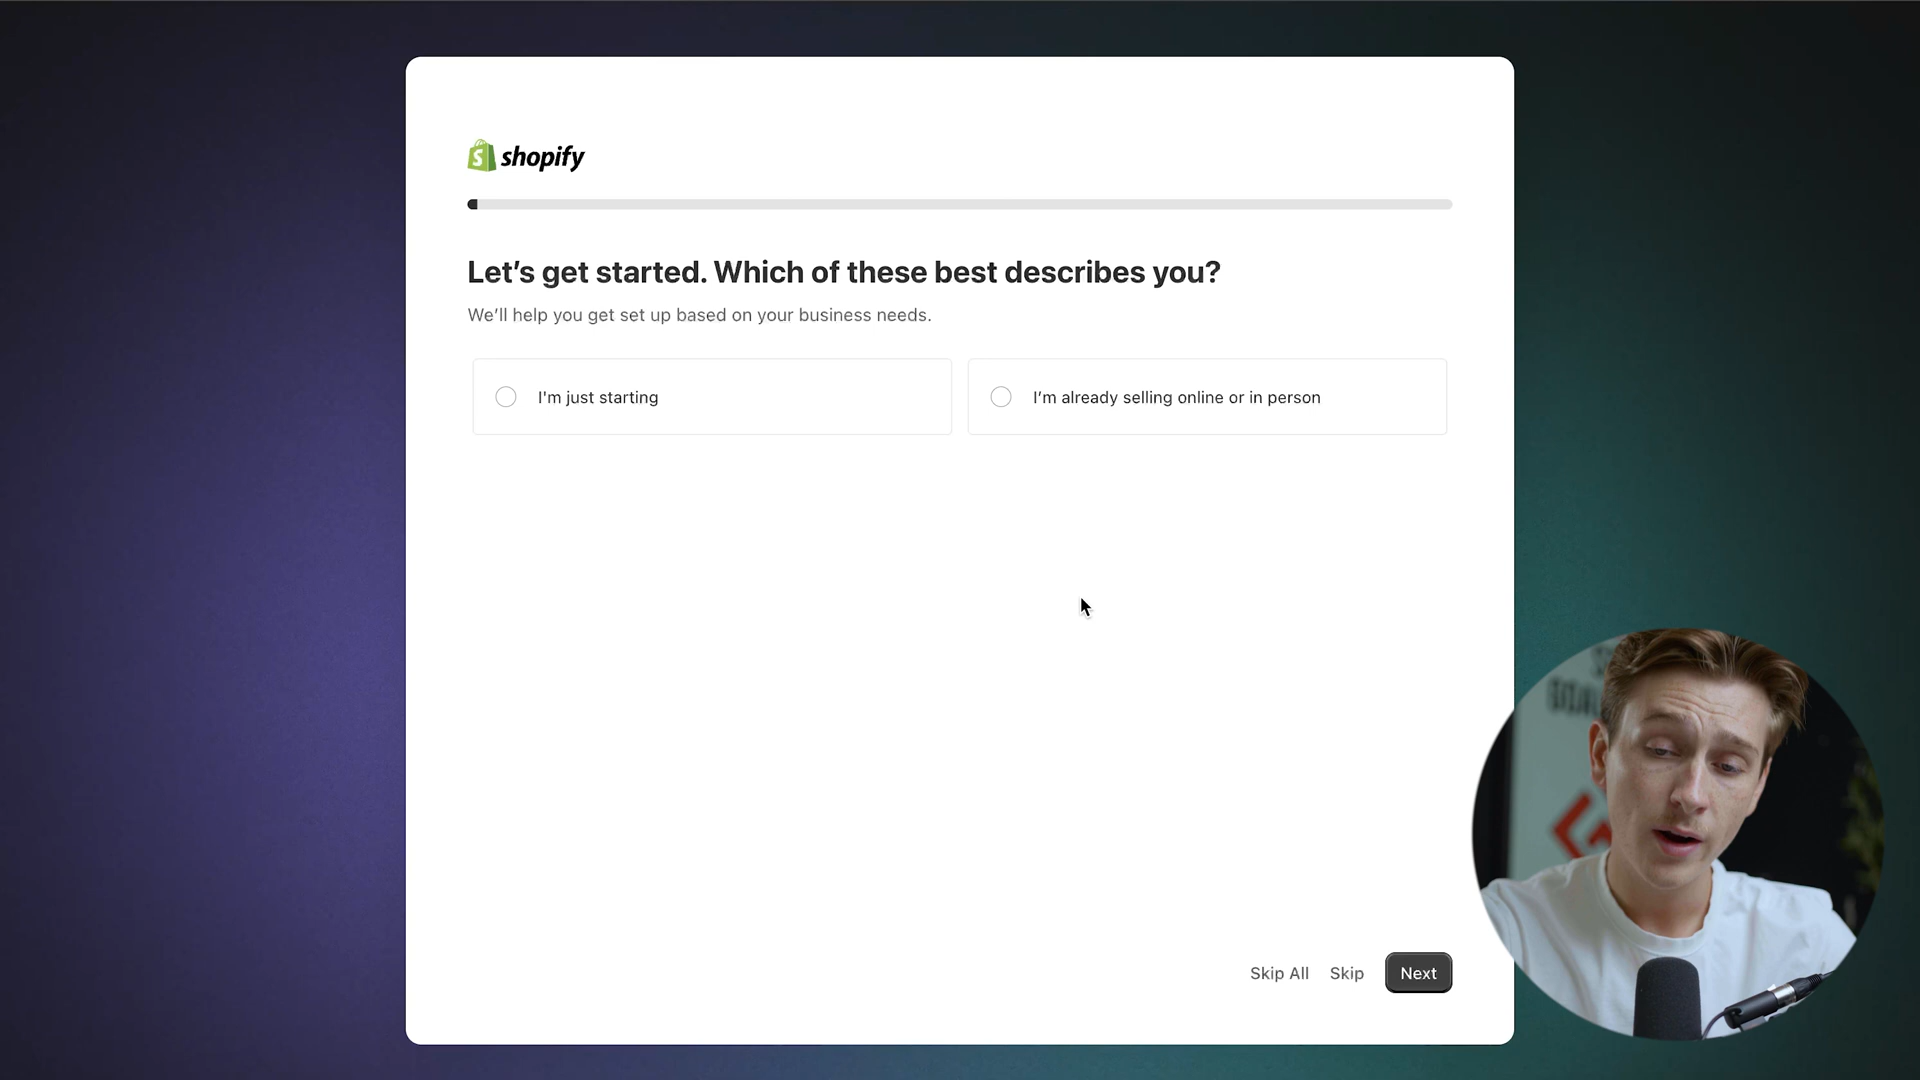 shopify
Let’s get started. Which of these best describes you?
We’ll help you get set up based on your business needs.
I'm just starting
I’m already selling online or in person
Skip All
Skip
Next